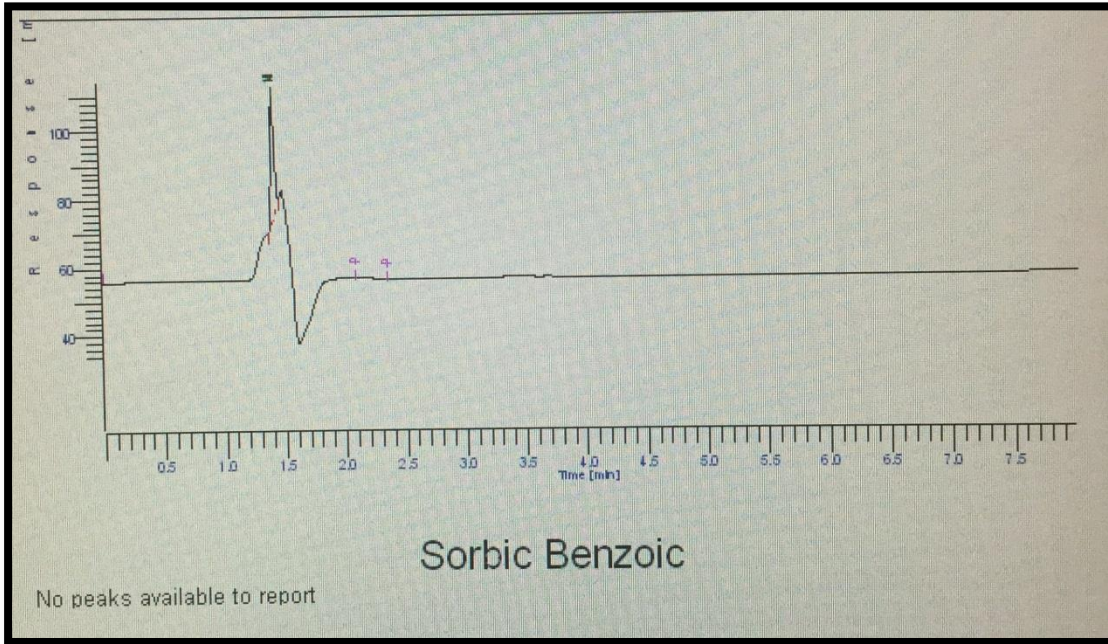 Response [m
100
80
60
40
0.5 1.0 1.5 2.0 2.5 3.0 3.5 4.0 4.5 5.0 5.5 6.0 6.5 7.0 7.5
Time [min]
Sorbic Benzoic
No peaks available to report